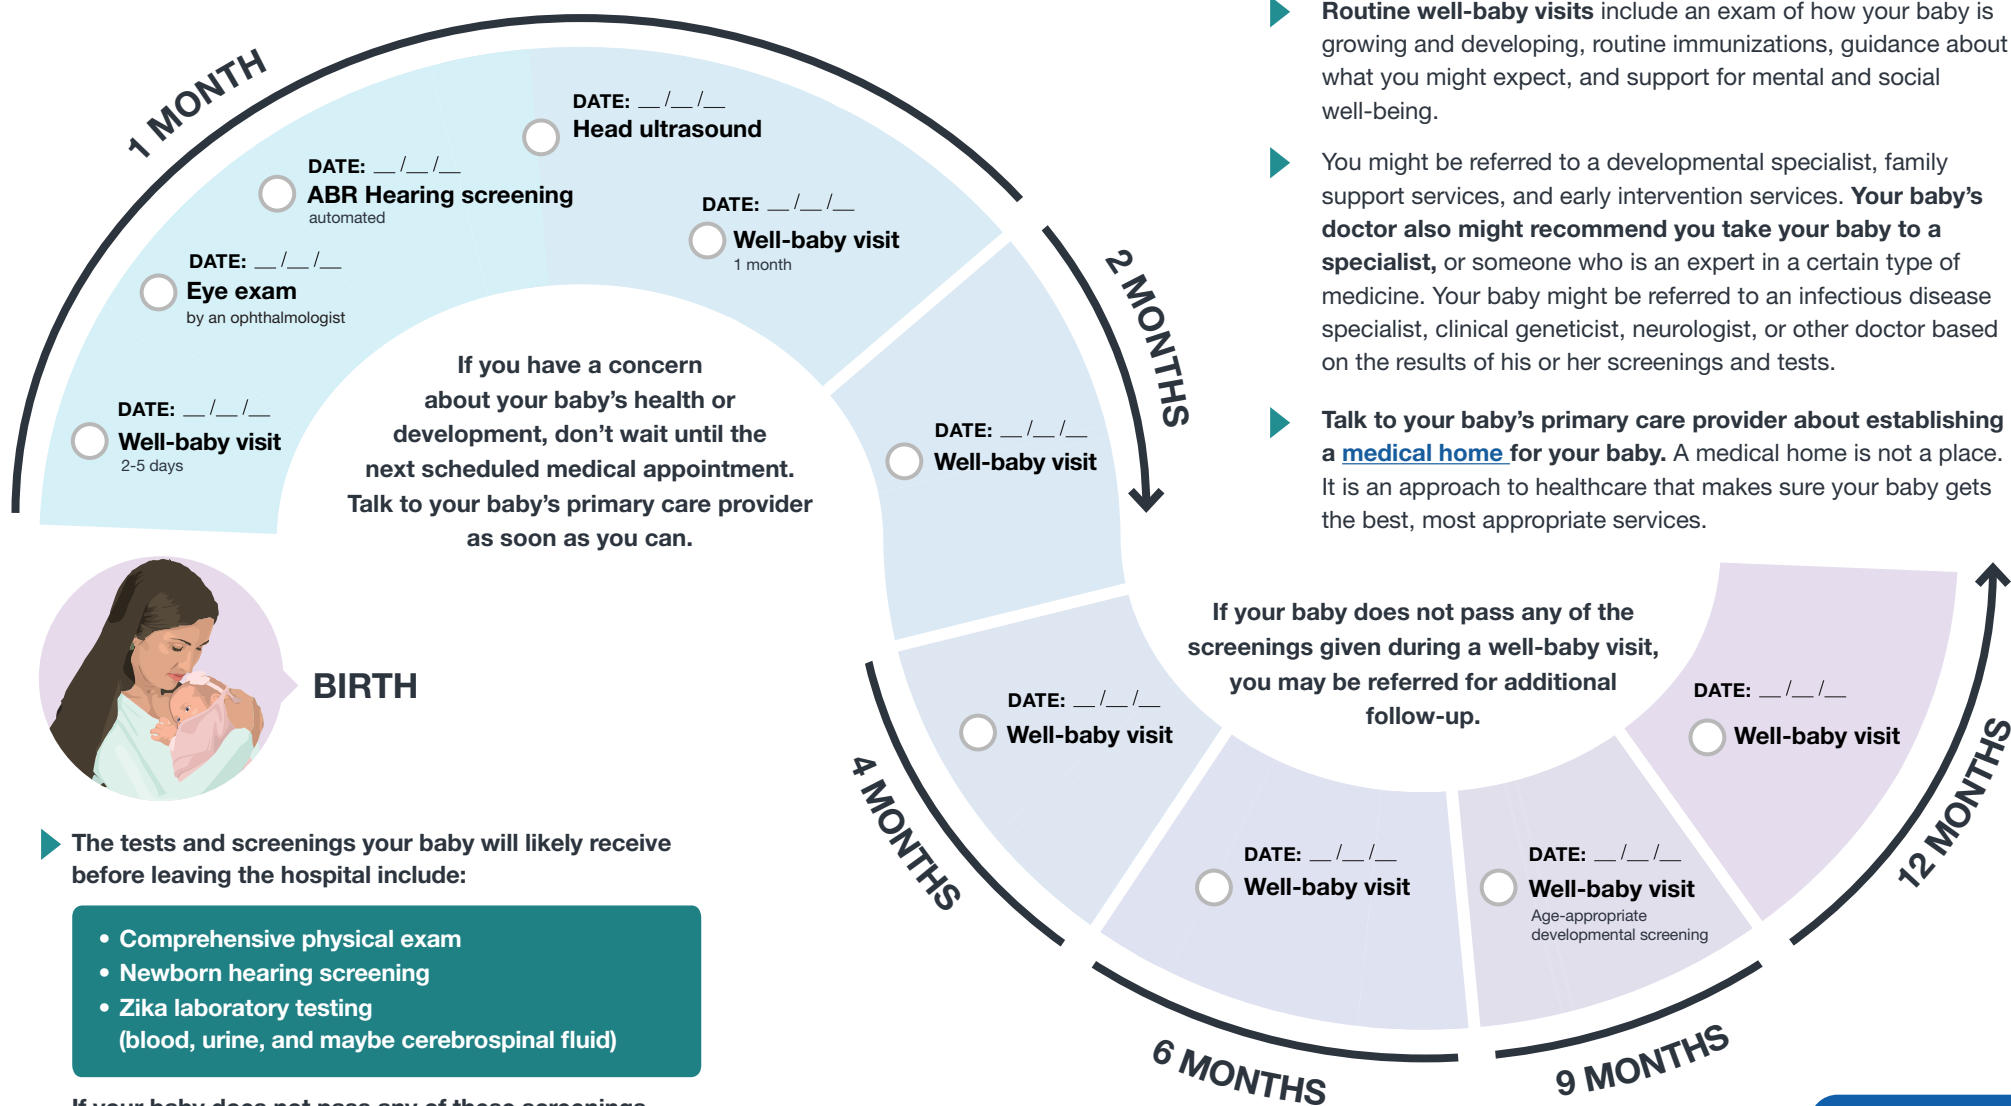 1 MONTH
DATE: __ /__ /__
Well-baby visit
2-5 days
DATE: __ /__ /__
Eye exam
by an ophthalmologist
DATE: __ /__ /__
ABR Hearing screening
automated
DATE: __ /__ /__
Head ultrasound
DATE: __ /__ /__
Well-baby visit
1 month
If you have a concern
about your baby’s health or
development, don’t wait until the
next scheduled medical appointment.
Talk to your baby’s primary care provider
as soon as you can.
2 MONTHS
DATE: __ /__ /__
Well-baby visit
Routine well-baby visits include an exam of how your baby is
growing and developing, routine immunizations, guidance about
what you might expect, and support for mental and social
well-being.
You might be referred to a developmental specialist, family
support services, and early intervention services. Your baby’s
doctor also might recommend you take your baby to a
specialist, or someone who is an expert in a certain type of
medicine. Your baby might be referred to an infectious disease
specialist, clinical geneticist, neurologist, or other doctor based
on the results of his or her screenings and tests.
Talk to your baby’s primary care provider about establishing
a medical home for your baby. A medical home is not a place.
It is an approach to healthcare that makes sure your baby gets
the best, most appropriate services.
BIRTH
The tests and screenings your baby will likely receive
before leaving the hospital include:
• Comprehensive physical exam
• Newborn hearing screening
• Zika laboratory testing
(blood, urine, and maybe cerebrospinal fluid)
If your baby does not pass any of these screenings
4 MONTHS
DATE: __ /__ /__
Well-baby visit
If your baby does not pass any of the
screenings given during a well-baby visit,
you may be referred for additional
follow-up.
6 MONTHS
DATE: __ /__ /__
Well-baby visit
9 MONTHS
DATE: __ /__ /__
Well-baby visit
Age-appropriate
developmental screening
12 MONTHS
DATE: __ /__ /__
Well-baby visit